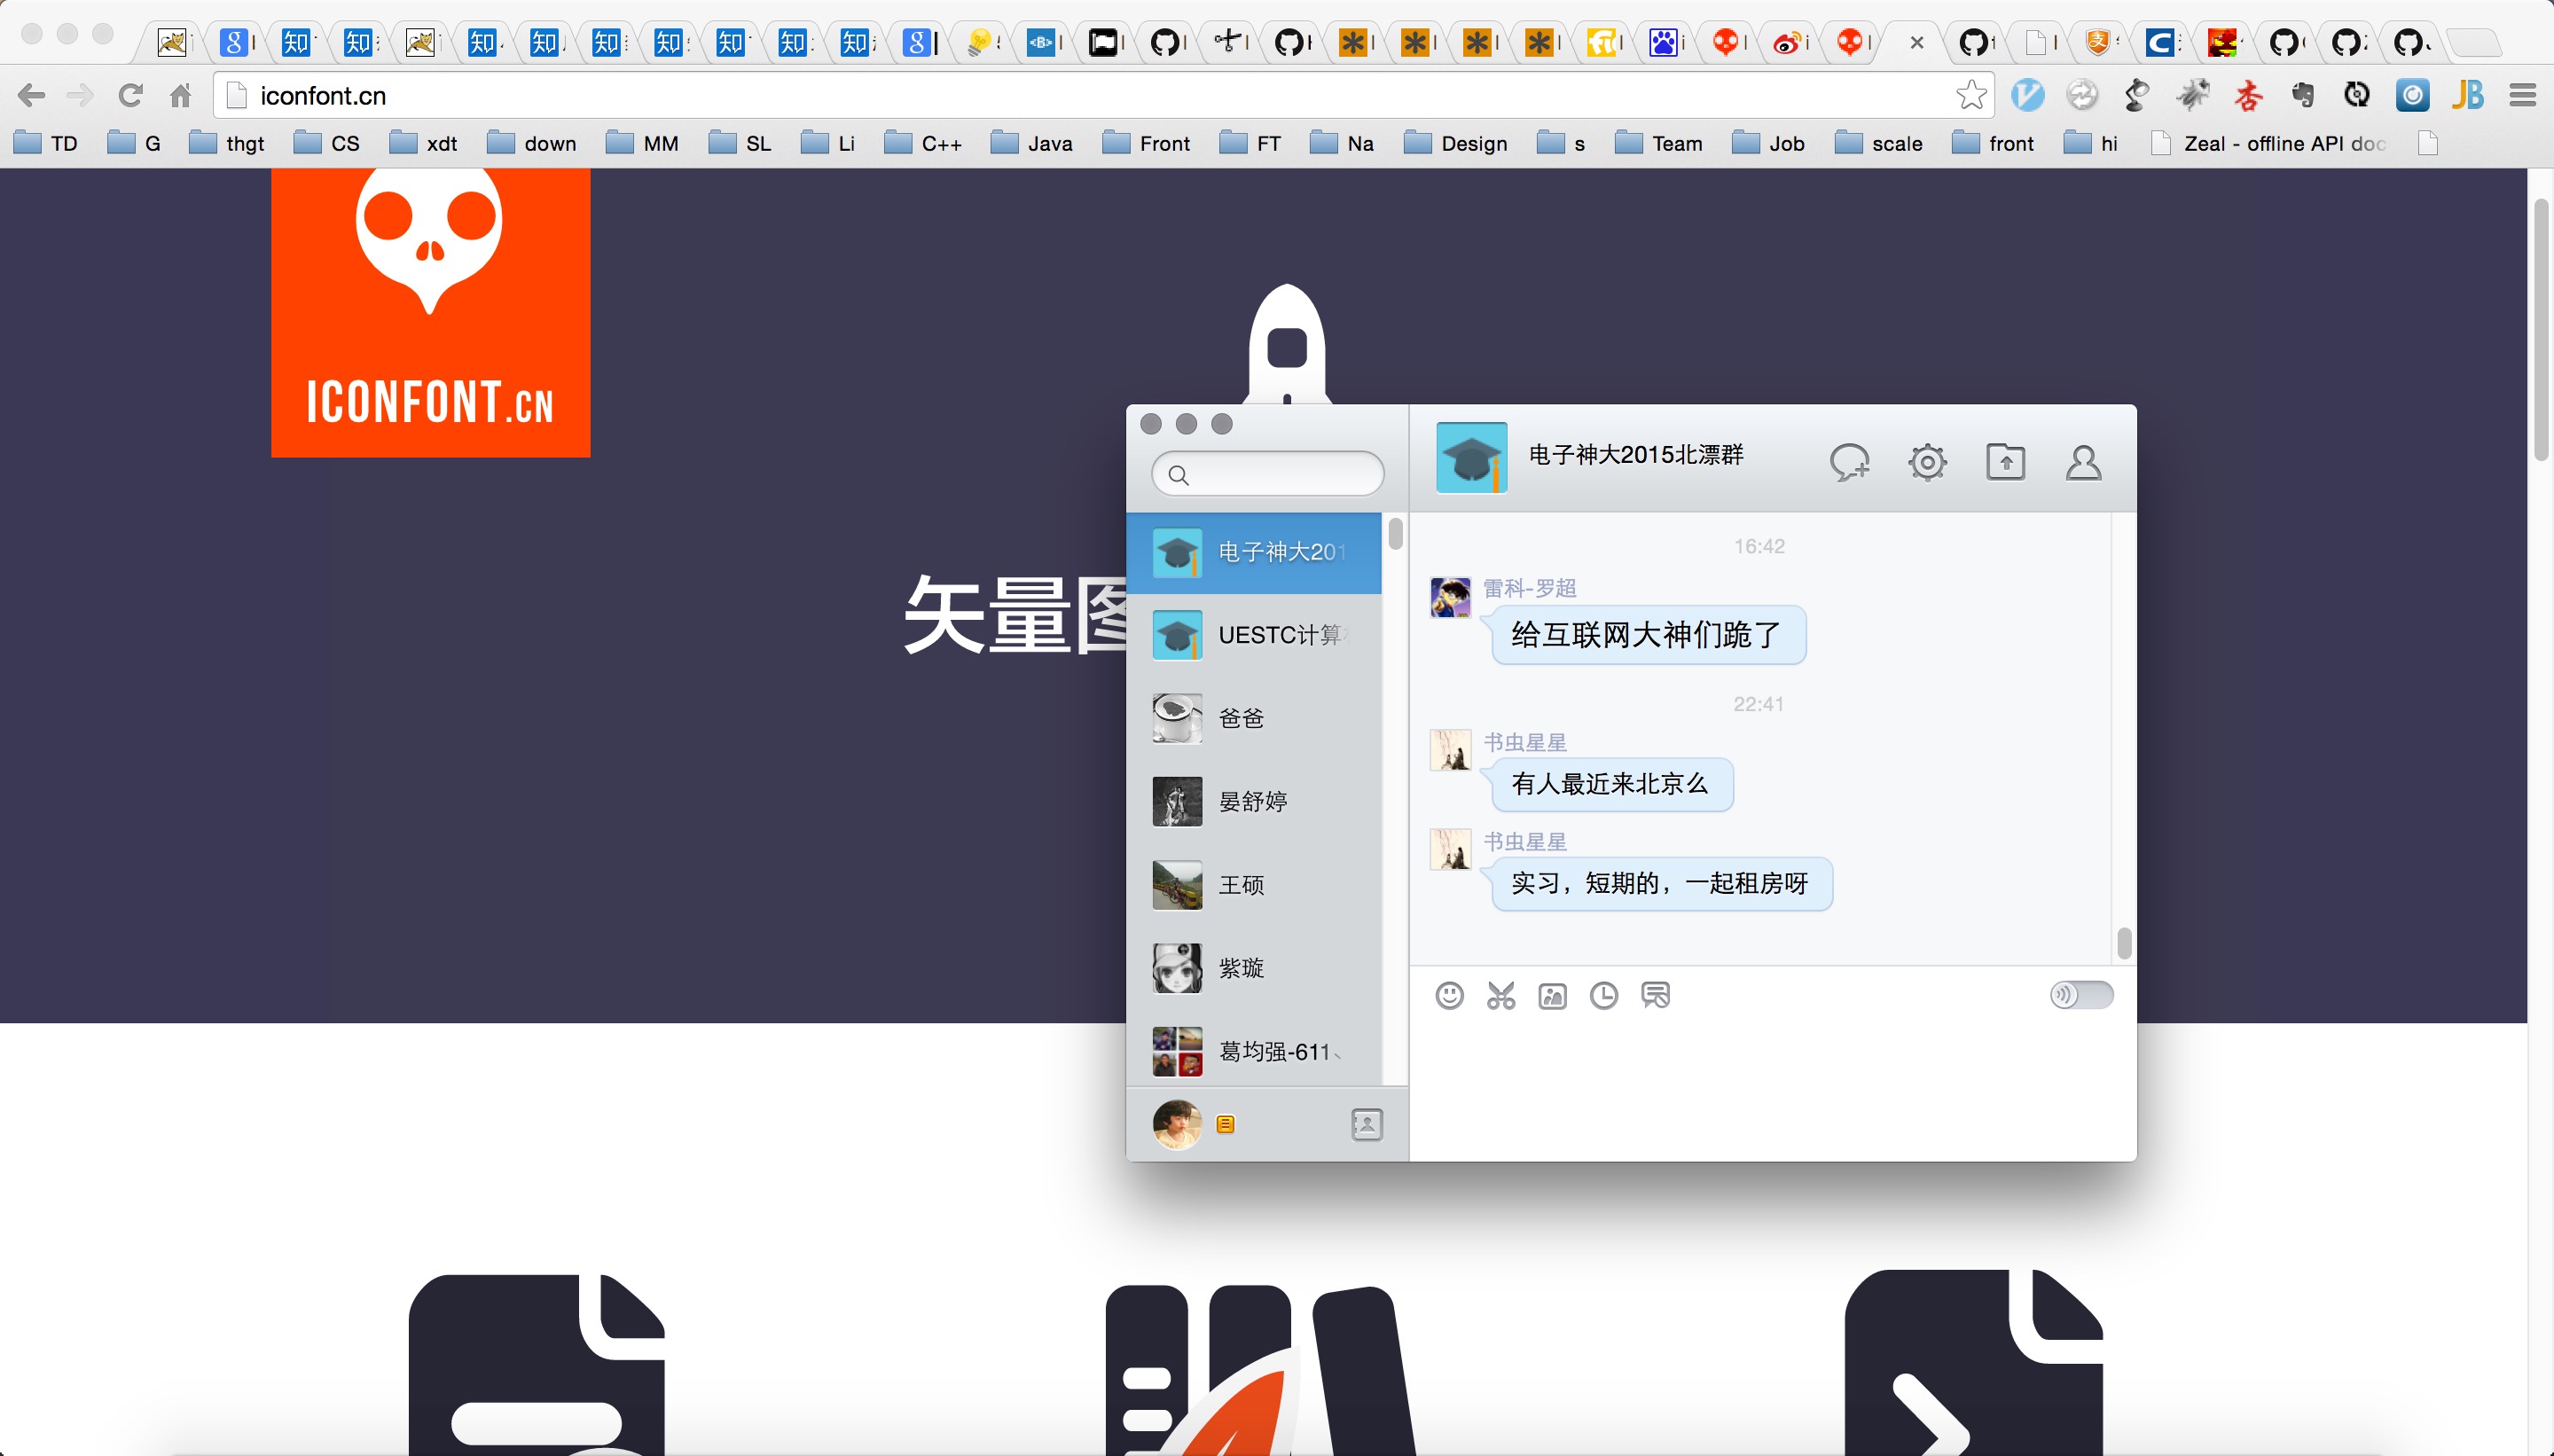 iconfont.cn
TD G thgt CS xdt down MM SL Li C++ Java Front FT Na Design s Team Job scale front hi Zeal - offline API doc
ICONFONT.CN
矢量图
电子神大201
UESTC计算
爸爸
晏舒婷
王硕
紫璇
葛均强-611、
电子神大2015北漂群
16:42
雷科-罗超
给互联网大神们跪了
22:41
书虫星星
有人最近来北京么
书虫星星
实习，短期的，一起租房呀